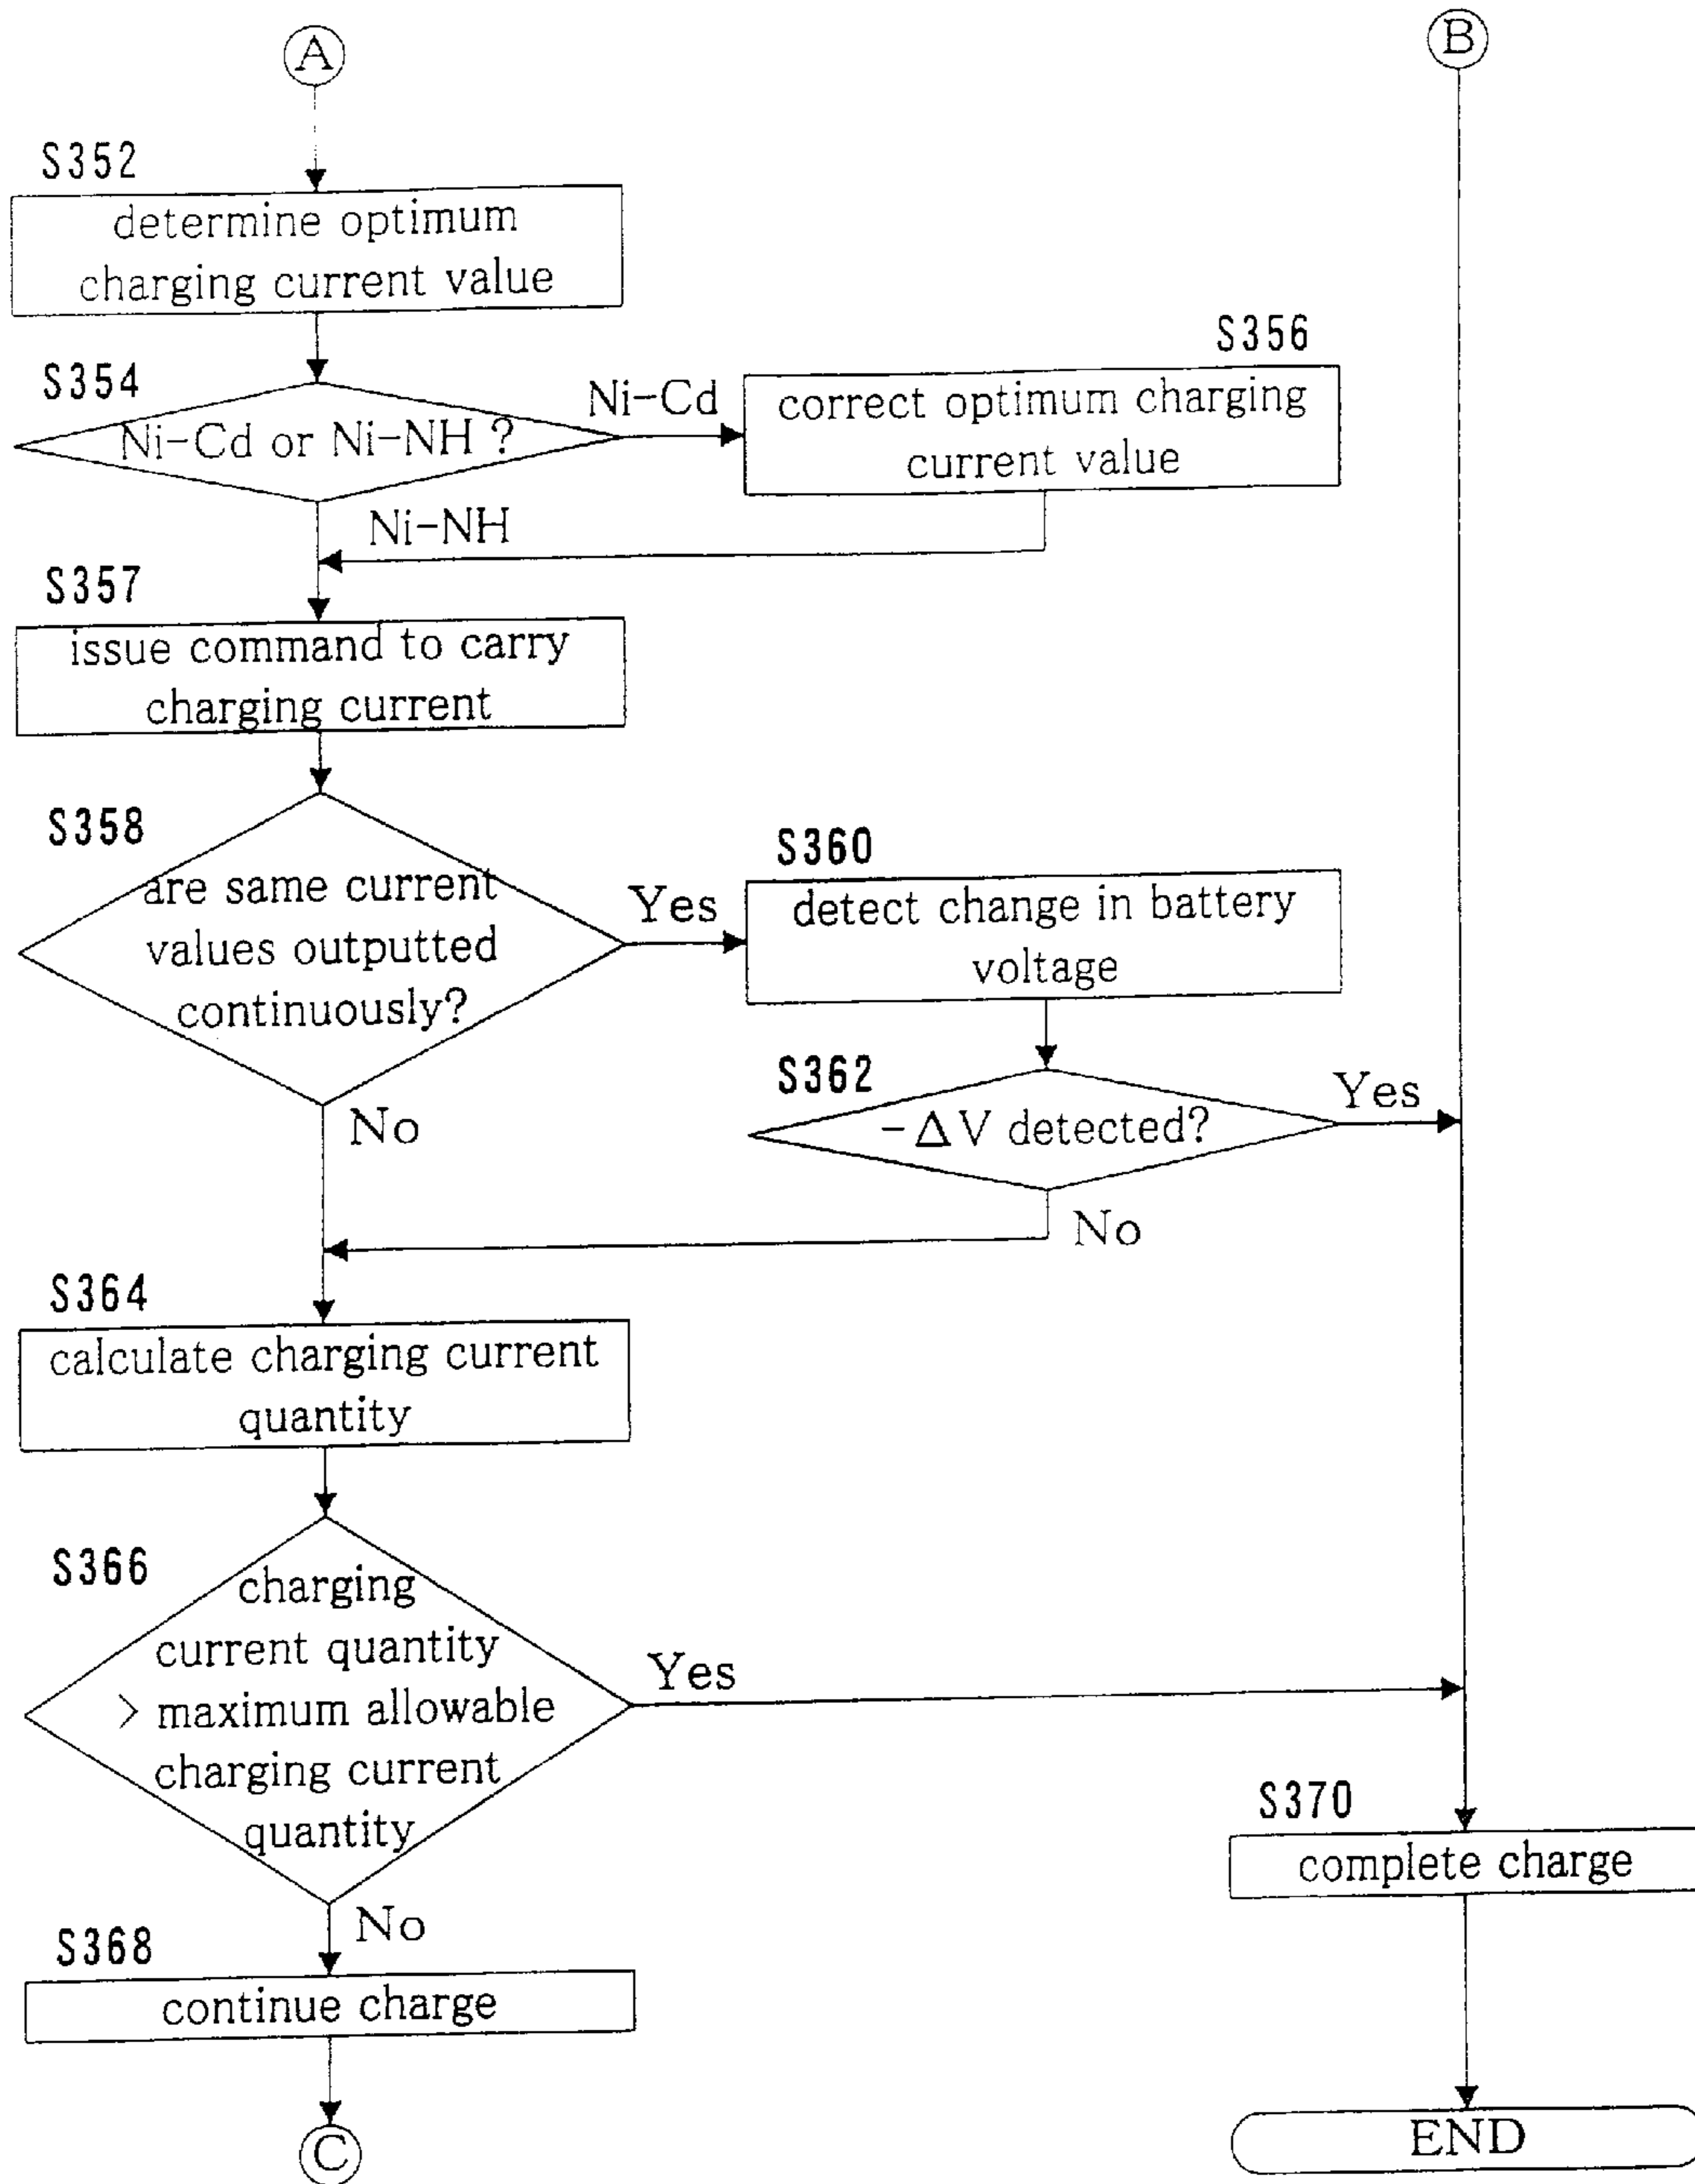 A
B
S352
determine optimum
charging current value
S356
S354
Ni-Cd
correct optimum charging
current value
Ni-Cd or Ni-NH ?
Ni-NH
S357
issue command to carry
charging current
S358
S360
are same current
values outputted
continuously?
Yes
detect change in battery
voltage
S362
Yes
-ΔV detected?
No
No
S364
calculate charging current
quantity
S366
charging
current quantity
> maximum allowable
charging current
quantity
Yes
S370
complete charge
No
S368
continue charge
C
END